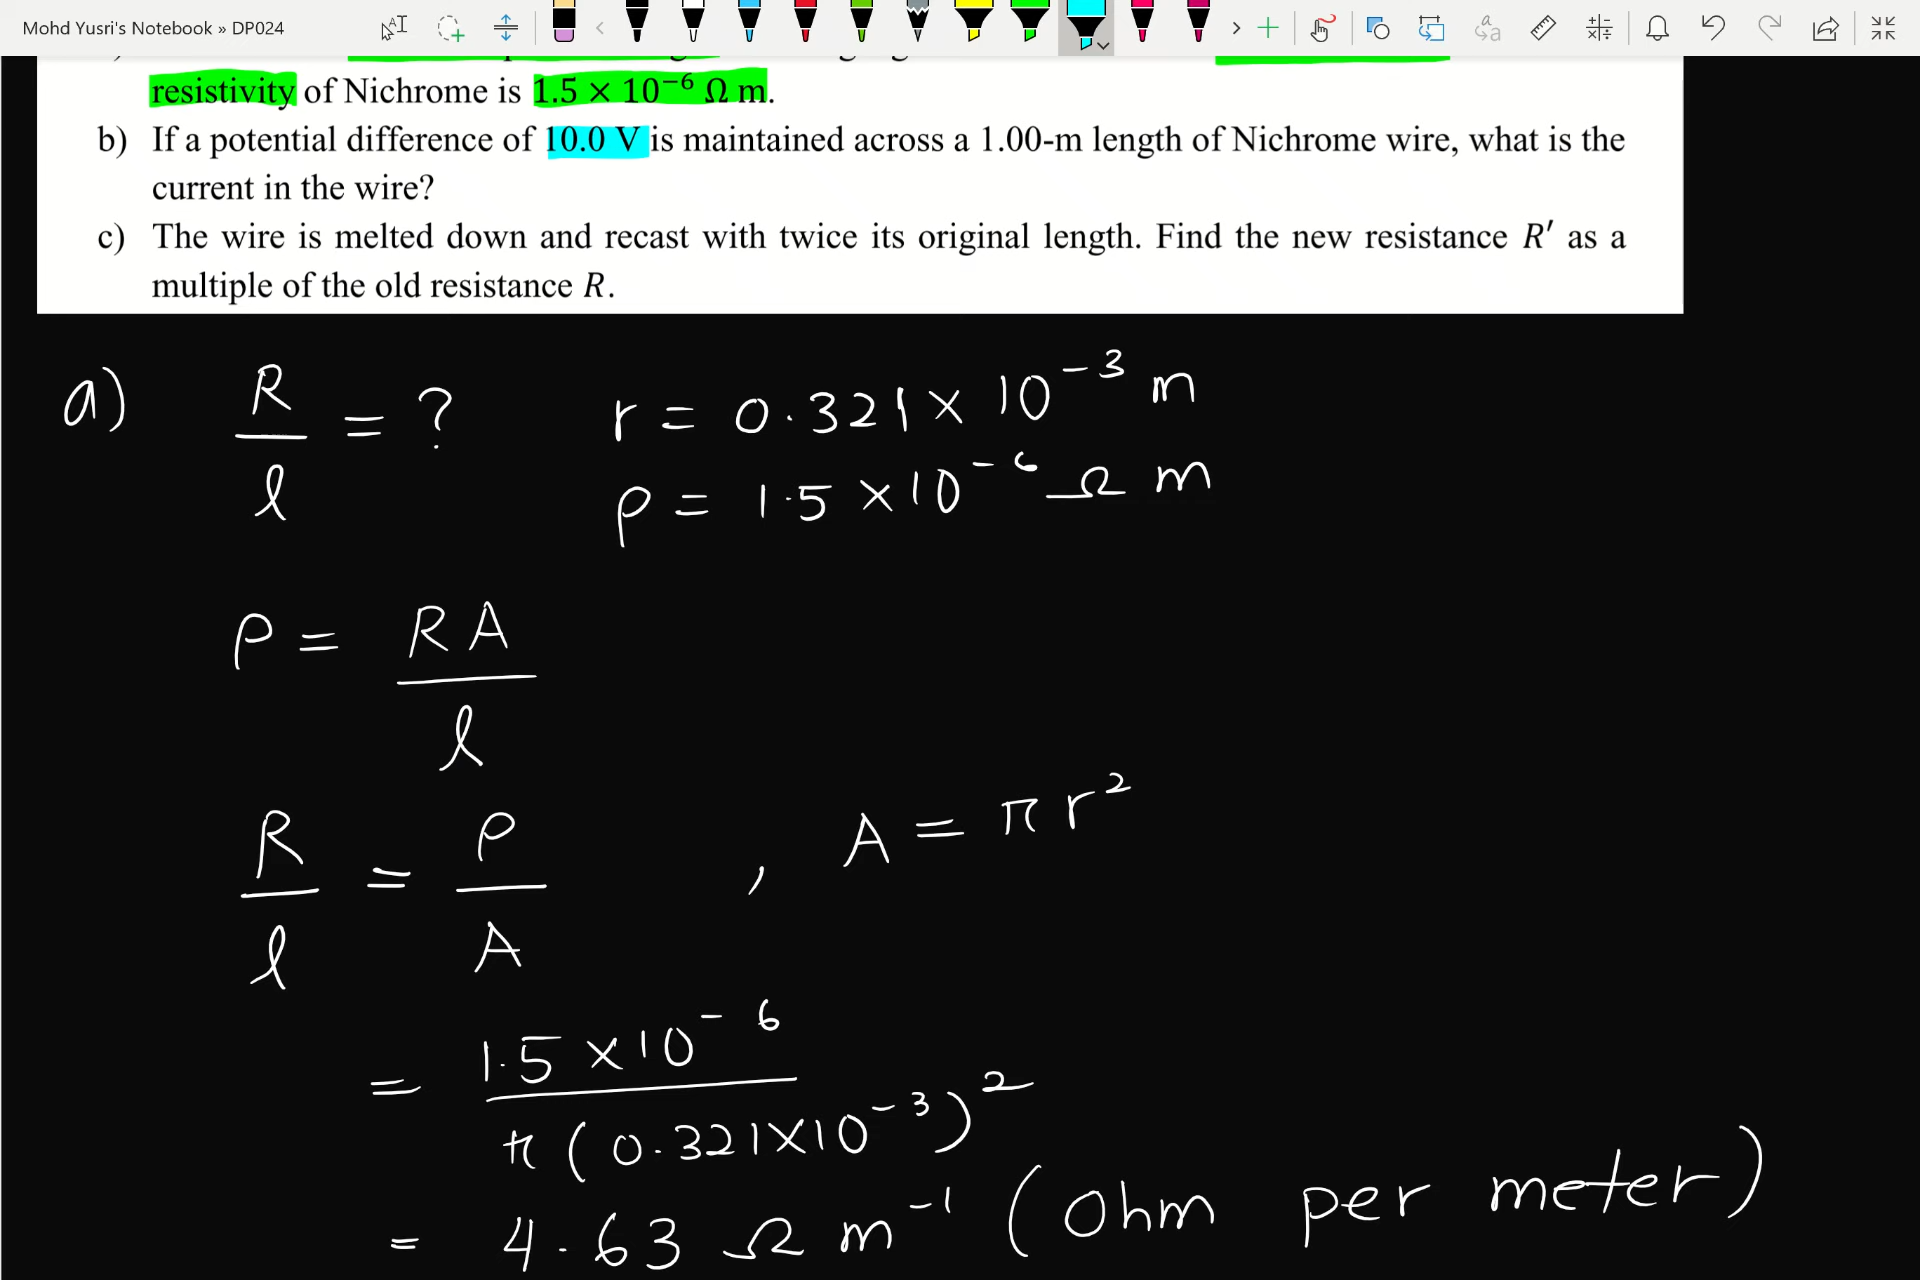 Mohd Yusri's Notebook » DP024
resistivity of Nichrome is 1.5 × 10⁻⁶ Ω m.
b) If a potential difference of 10.0 V is maintained across a 1.00-m length of Nichrome wire, what is the
current in the wire?
c) The wire is melted down and recast with twice its original length. Find the new resistance R′ as a
multiple of the old resistance R.
a) R/l = ? r = 0.321 × 10⁻³ m
ρ = 1.5 × 10⁻⁶ Ω m
ρ = RA/l
R/l = ρ/A , A = πr²
= 1.5 × 10⁻⁶ / π(0.321×10⁻³)²
= 4.63 Ω m⁻¹ (Ohm per meter)